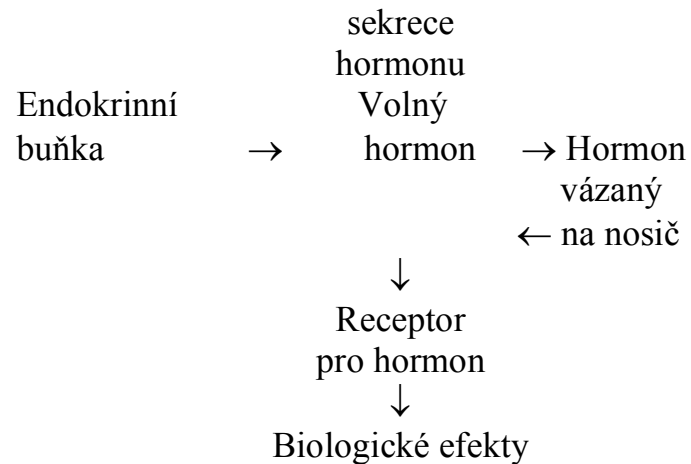 sekrece
hormonu
Endokrinní Volný
buňka → hormon → Hormon
vázaný
← na nosič
↓
Receptor
pro hormon
↓
Biologické efekty